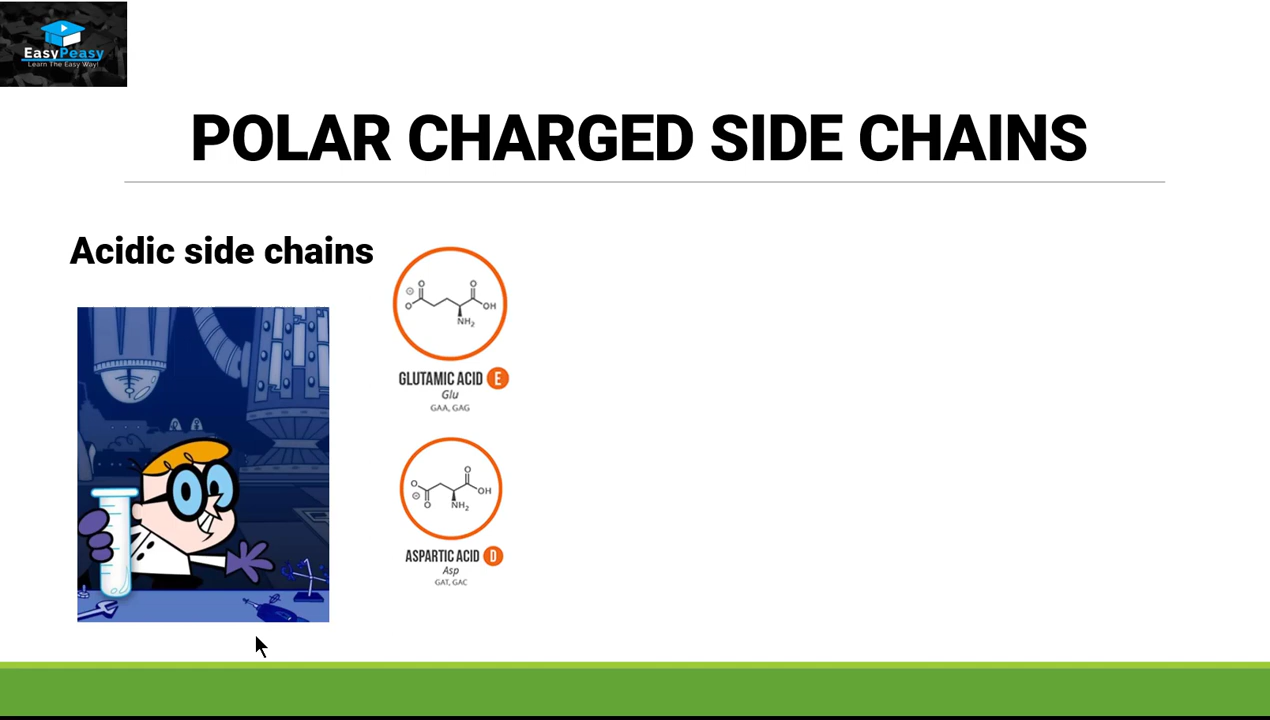 EasyPeasy
Learn The Easy Way!
POLAR CHARGED SIDE CHAINS
Acidic side chains
O
O
⊖
O
OH
NH₂
GLUTAMIC ACID E
Glu
GAA, GAG
O
O
⊖
O
OH
NH₂
ASPARTIC ACID D
Asp
GAT, GAC